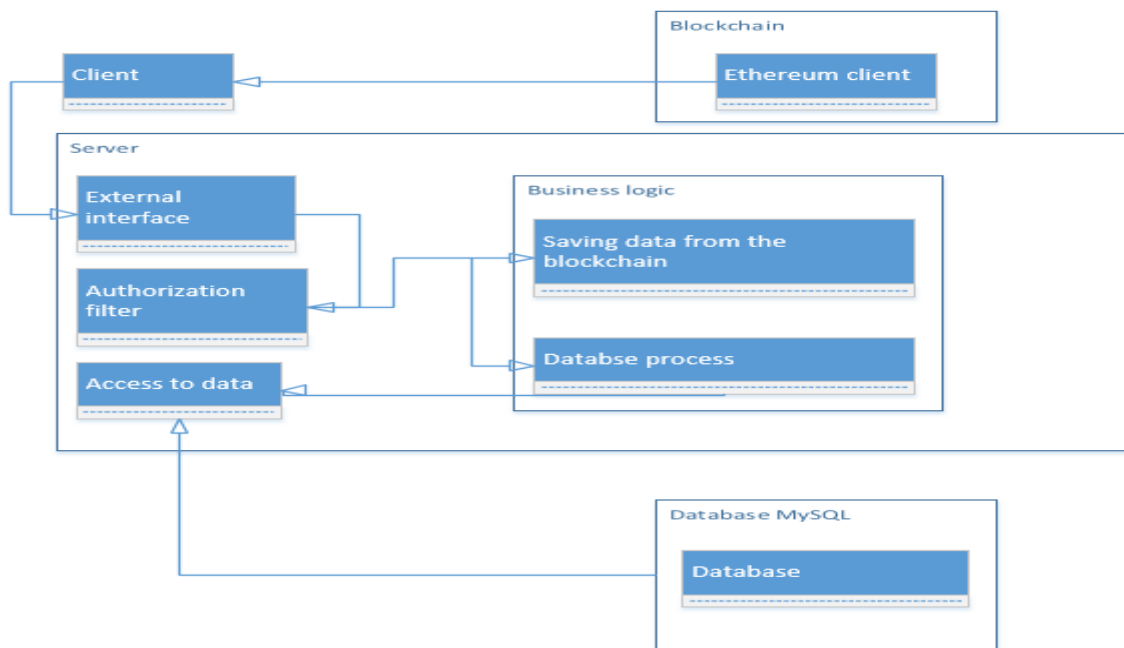 Blockchain
Client
Ethereum client
Server
External
interface
Business logic
Saving data from the
blockchain
Authorization
filter
Databse process
Access to data
Database MySQL
Database